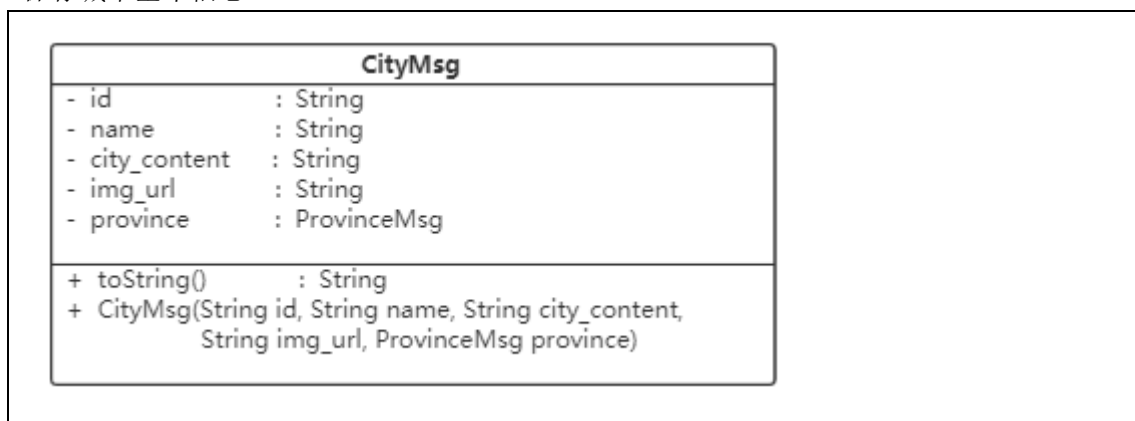 CityMsg
- id : String
- name : String
- city_content : String
- img_url : String
- province : ProvinceMsg
+ toString() : String
+ CityMsg(String id, String name, String city_content,
String img_url, ProvinceMsg province)